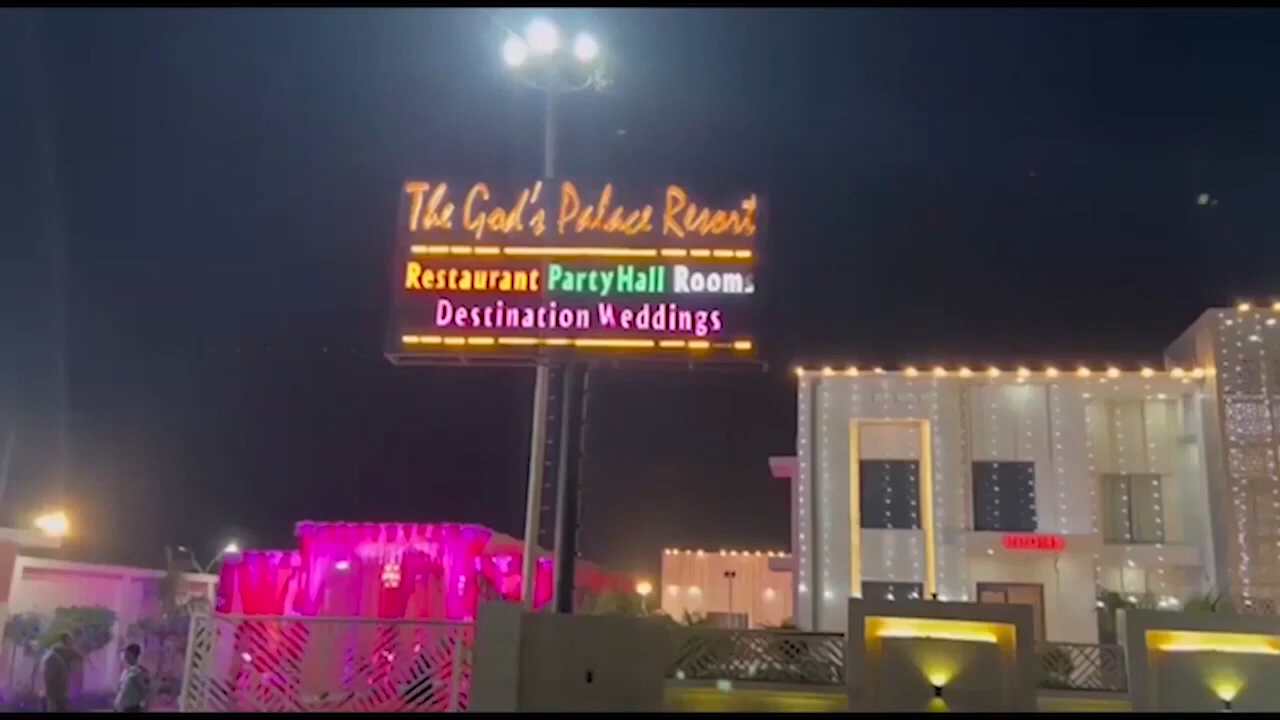 The God's Palace Resort
Restaurant PartyHall Rooms
Destination Weddings